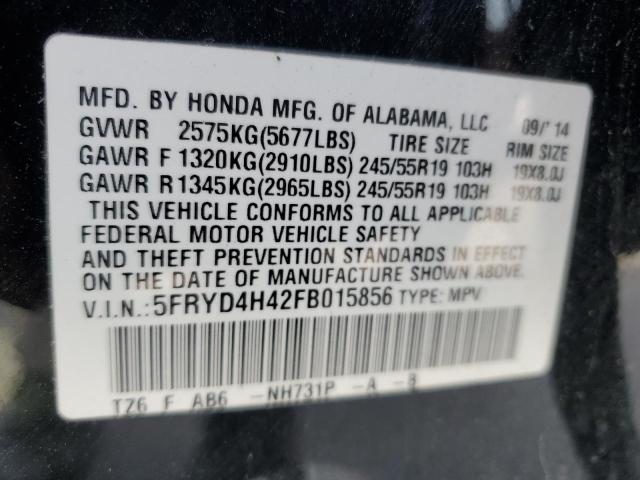 MFD. BY HONDA MFG. OF ALABAMA, LLC 09/'14
GVWR 2575KG(5677LBS) TIRE SIZE RIM SIZE
GAWR F 1320KG(2910LBS) 245/55R19 103H 19X8.0J
GAWR R 1345KG(2965LBS) 245/55R19 103H 19X8.0J
THIS VEHICLE CONFORMS TO ALL APPLICABLE
FEDERAL MOTOR VEHICLE SAFETY
AND THEFT PREVENTION STANDARDS IN EFFECT
ON THE DATE OF MANUFACTURE SHOWN ABOVE.
V.I.N.:5FRYD4H42FB015856 TYPE: MPV
TZ6 F AB6 -NH731P -A -B